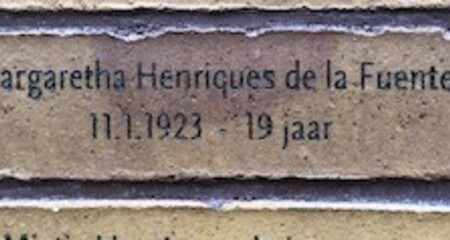 argaretha Henriques de la Fuente
11.1.1923 - 19 jaar